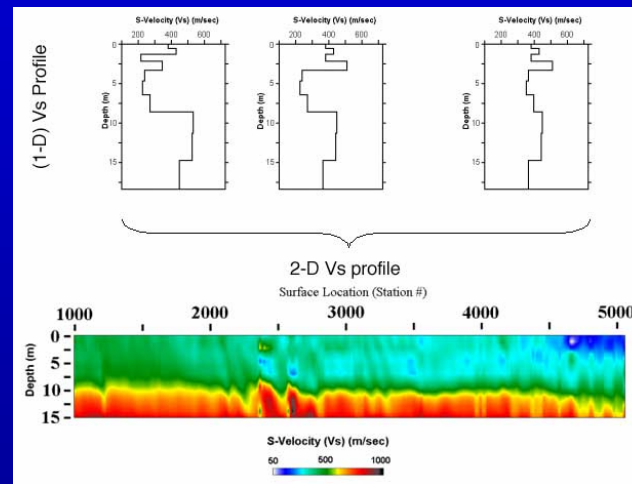 S-Velocity (Vs) (m/sec) S-Velocity (Vs) (m/sec) S-Velocity (Vs) (m/sec)
200 400 600 200 400 600 200 400 600
(1-D) Vs Profile
Depth (m) Depth (m) Depth (m)
0 0 0
5 5 5
10 10 10
15 15 15
2-D Vs profile
Surface Location (Station #)
1000 2000 3000 4000 5000
Depth (m)
0
5
10
15
S-Velocity (Vs) (m/sec)
50 500 1000